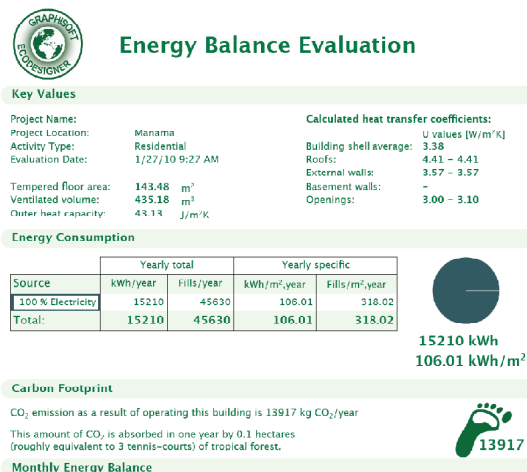 GRAPHISOFT
ECODESIGNER
Energy Balance Evaluation
Key Values
Project Name:
Project Location: Manama
Activity Type: Residential
Evaluation Date: 1/27/10 9:27 AM
Tempered floor area: 143.48 m²
Ventilated volume: 435.18 m³
Outer heat capacity: 43.13 J/m²K
Calculated heat transfer coefficients:
U values [W/m²K]
Building shell average: 3.38
Roofs: 4.41 – 4.41
External walls: 3.57 – 3.57
Basement walls: –
Openings: 3.00 – 3.10
Energy Consumption
Yearly total Yearly specific
Source kWh/year Fills/year kWh/m²,year Fills/m²,year
100 % Electricity 15210 45630 106.01 318.02
Total: 15210 45630 106.01 318.02
15210 kWh
106.01 kWh/m²
Carbon Footprint
CO₂ emission as a result of operating this building is 13917 kg CO₂/year
This amount of CO₂ is absorbed in one year by 0.1 hectares
(roughly equivalent to 3 tennis-courts) of tropical forest.
13917
Monthly Energy Balance